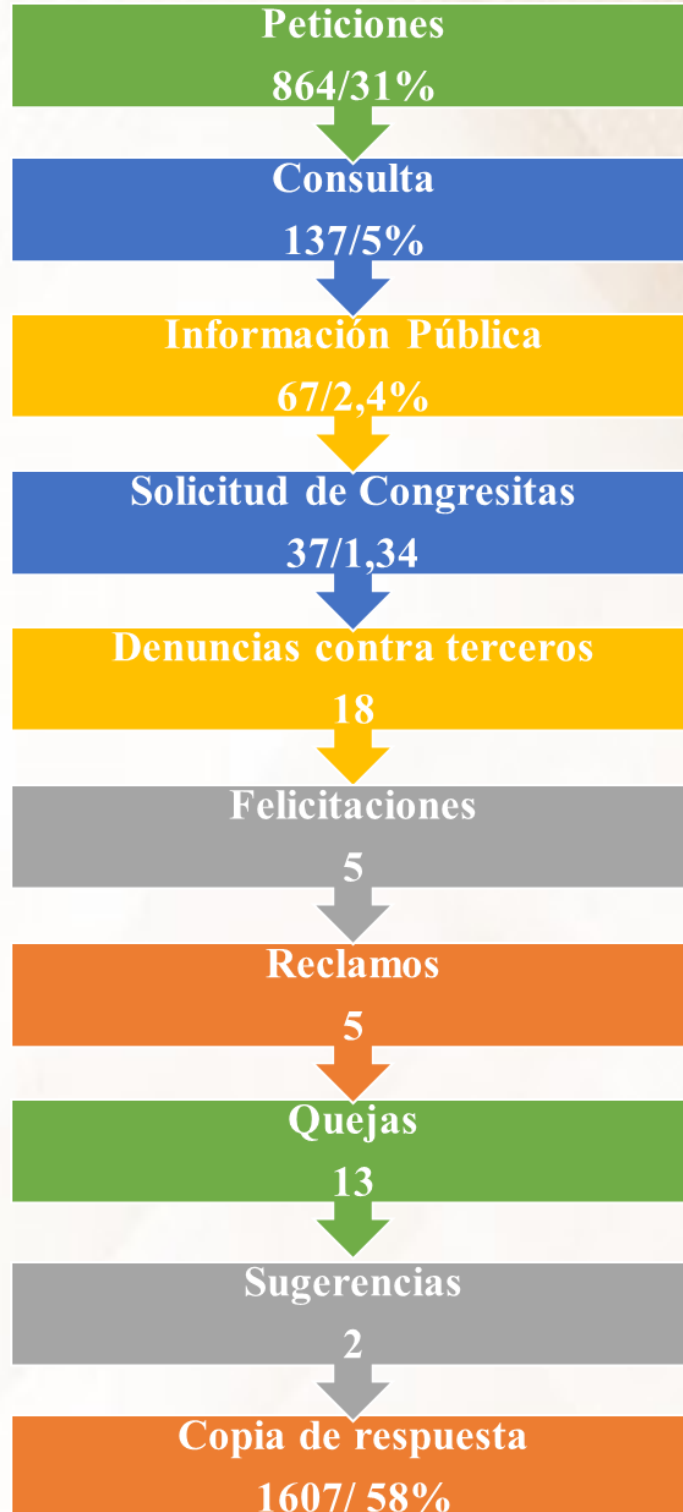 Peticiones
864/31%
Consulta
137/5%
Información Pública
67/2,4%
Solicitud de Congresitas
37/1,34
Denuncias contra terceros
18
Felicitaciones
5
Reclamos
5
Quejas
13
Sugerencias
2
Copia de respuesta
1607/ 58%